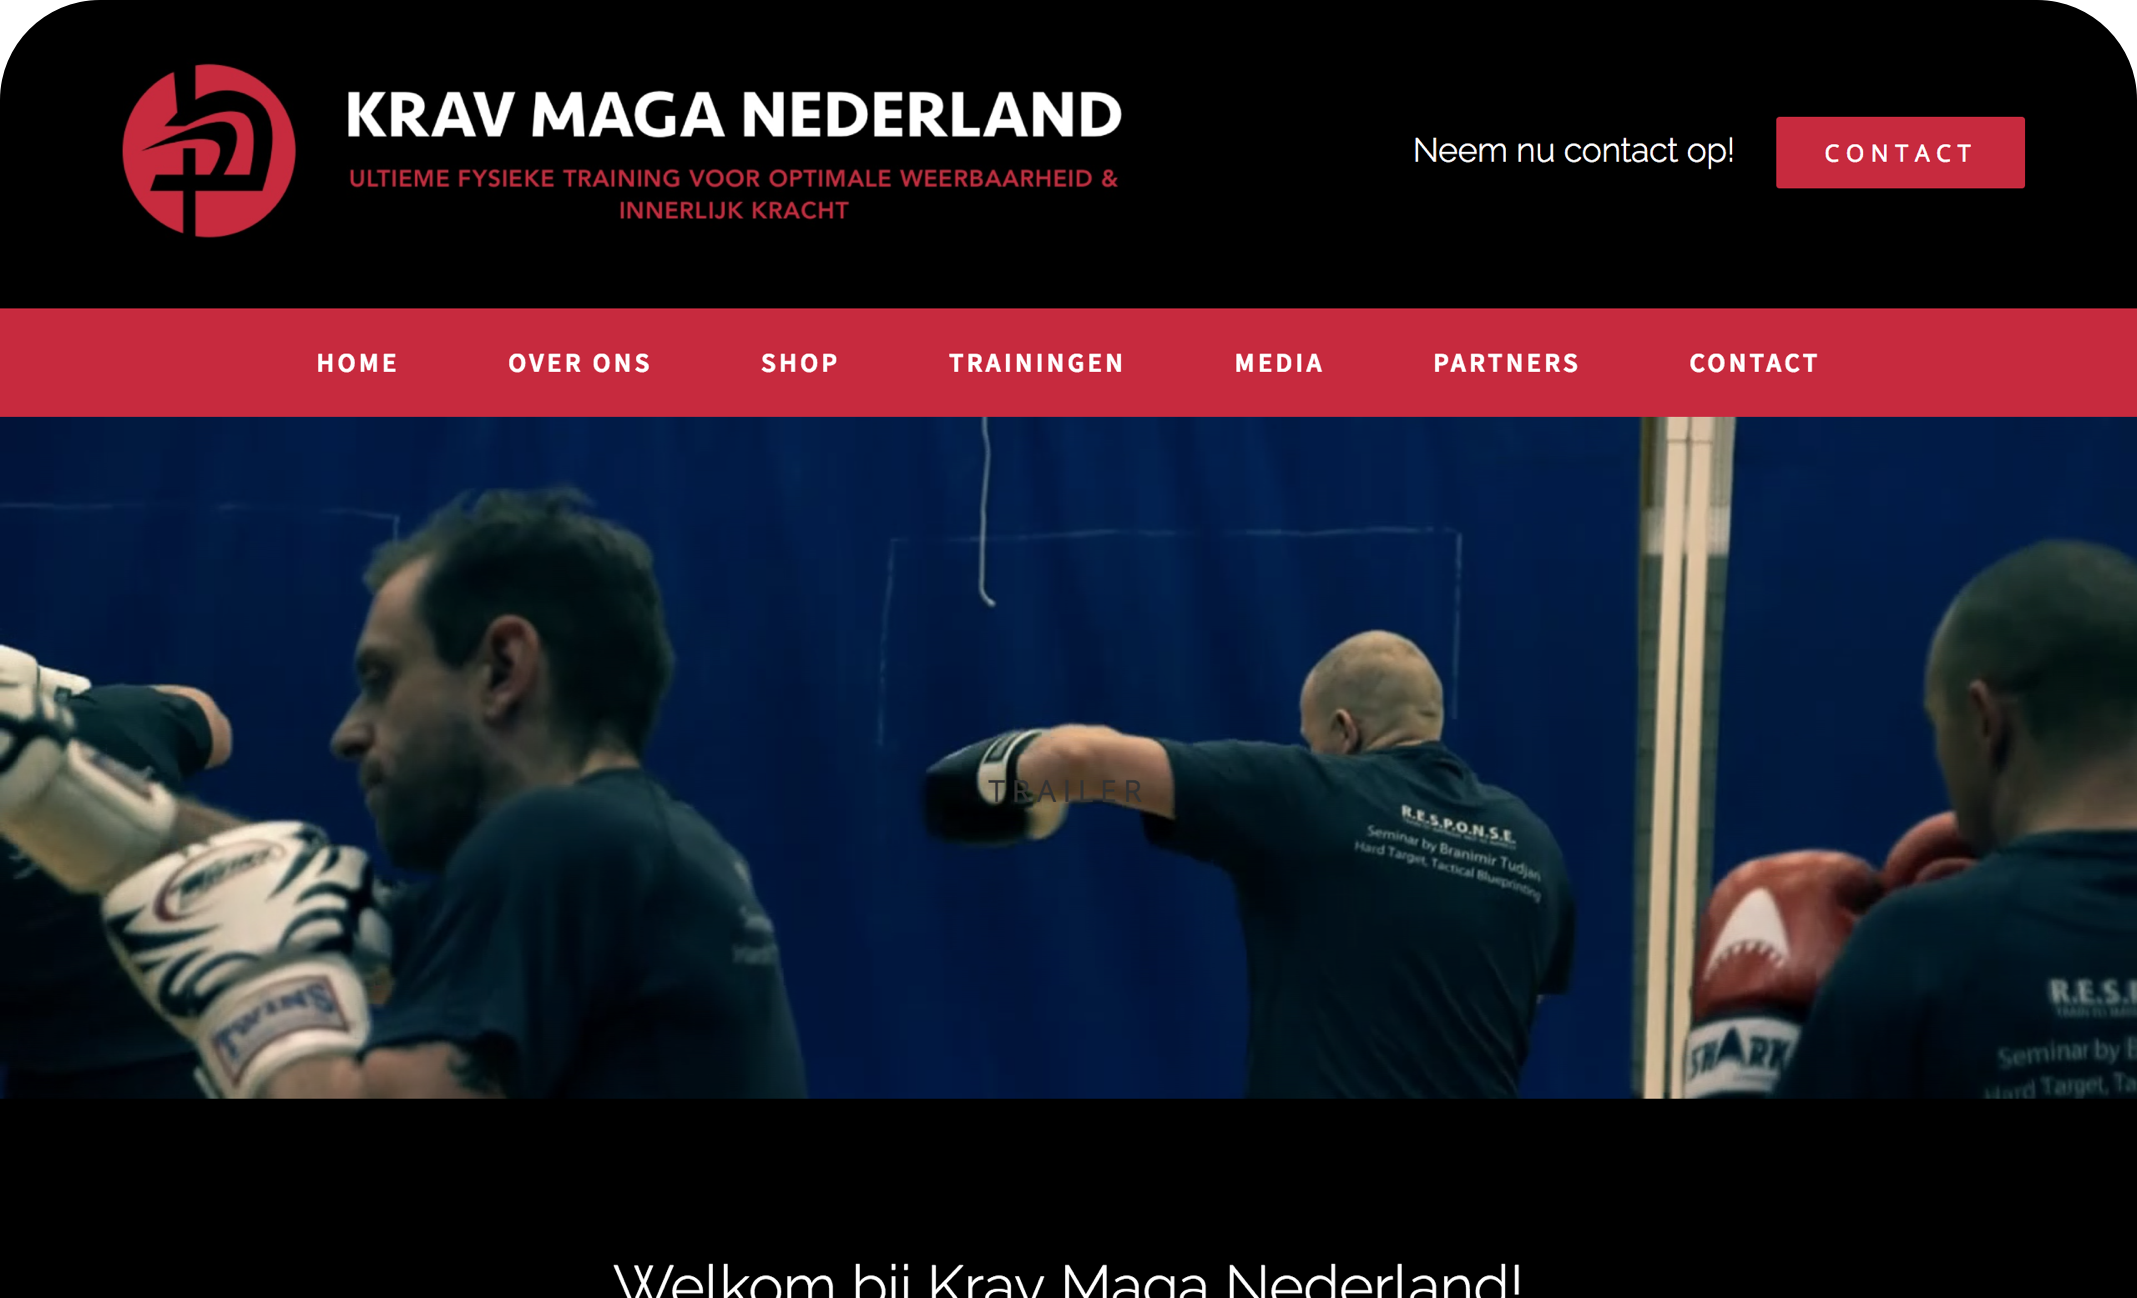 KRAV MAGA NEDERLAND
ULTIEME FYSIEKE TRAINING VOOR OPTIMALE WEERBAARHEID &
INNERLIJK KRACHT
Neem nu contact op!
CONTACT
HOME OVER ONS SHOP TRAININGEN MEDIA PARTNERS CONTACT
TRAILER
R.E.S.P.O.N.S.E.
Seminar by Branimir Tudjan
Hard Target, Tactical Blueprinting
TWINS
SHARK
R.E.S.
Seminar by
Hard Target,
Welkom bij Krav Maga Nederland!